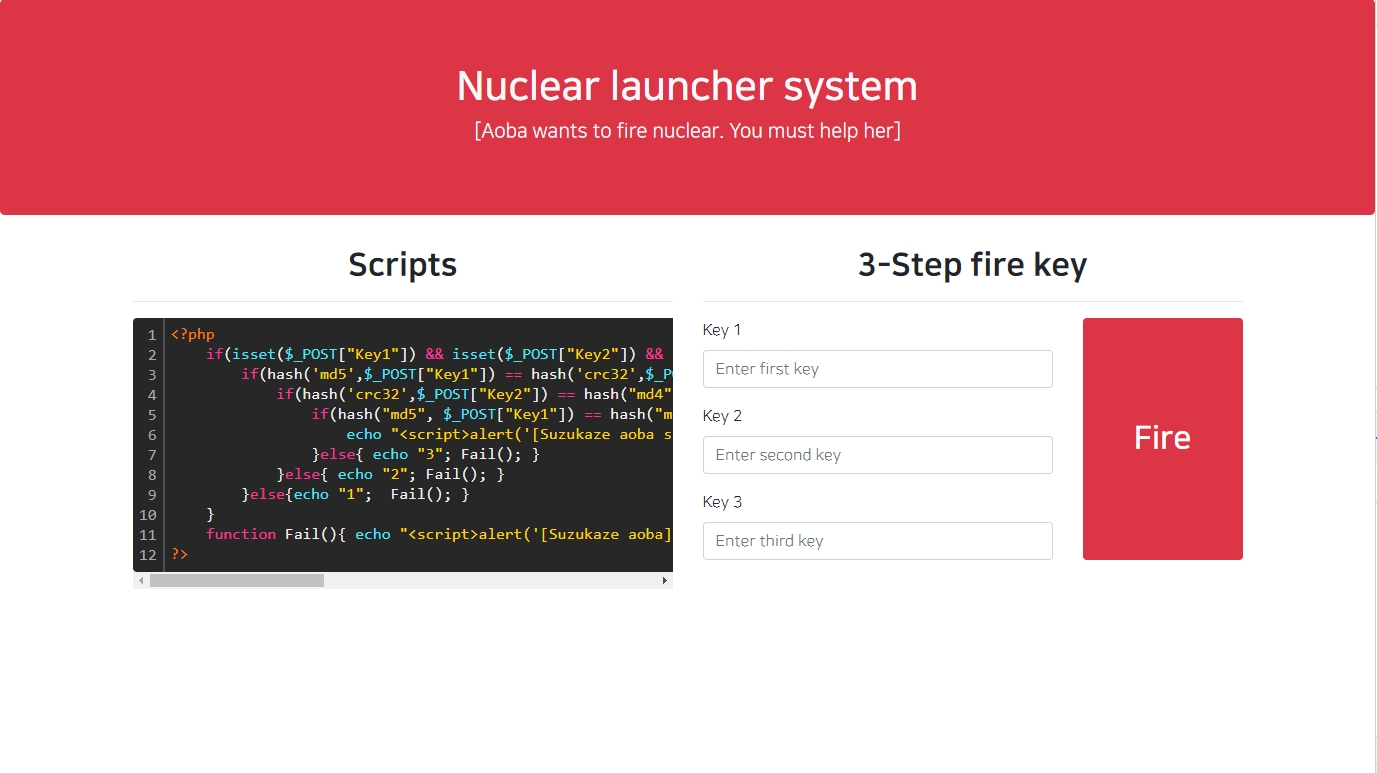 Nuclear launcher system
[Aoba wants to fire nuclear. You must help her]
Scripts
1 <?php
2 if(isset($_POST["Key1"]) && isset($_POST["Key2"]) &&
3 if(hash('md5',$_POST["Key1"]) == hash('crc32',$_P
4 if(hash('crc32',$_POST["Key2"]) == hash("md4"
5 if(hash("md5", $_POST["Key1"]) == hash("m
6 echo "<script>alert('[Suzukaze aoba s
7 }else{ echo "3"; Fail(); }
8 }else{ echo "2"; Fail(); }
9 }else{echo "1";  Fail(); }
10 }
11 function Fail(){ echo "<script>alert('[Suzukaze aoba]
12 ?>
3-Step fire key
Key 1
Enter first key
Key 2
Enter second key
Key 3
Enter third key
Fire